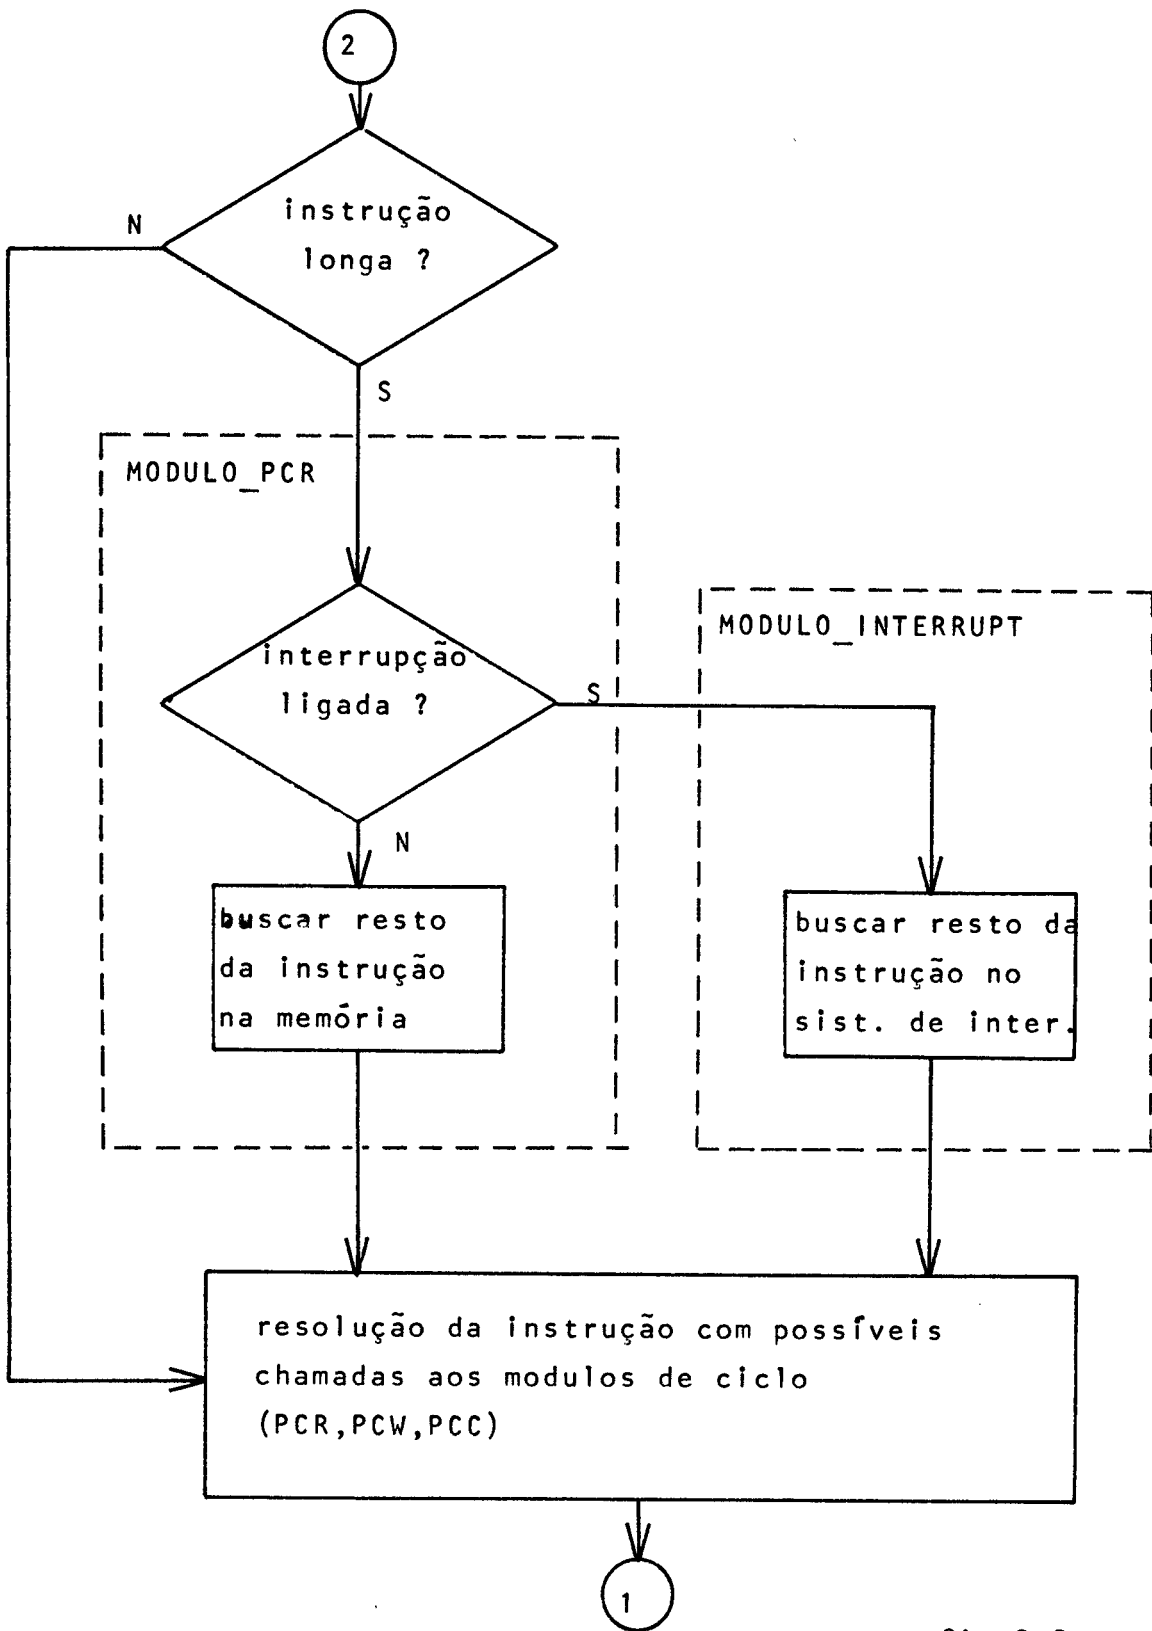 2
instrução
longa ?
N
S
MODULO_PCR
interrupção
ligada ?
S
N
MODULO_INTERRUPT
buscar resto
da instrução
na memória
buscar resto da
instrução no
sist. de inter.
resolução da instrução com possíveis
chamadas aos modulos de ciclo
(PCR,PCW,PCC)
1